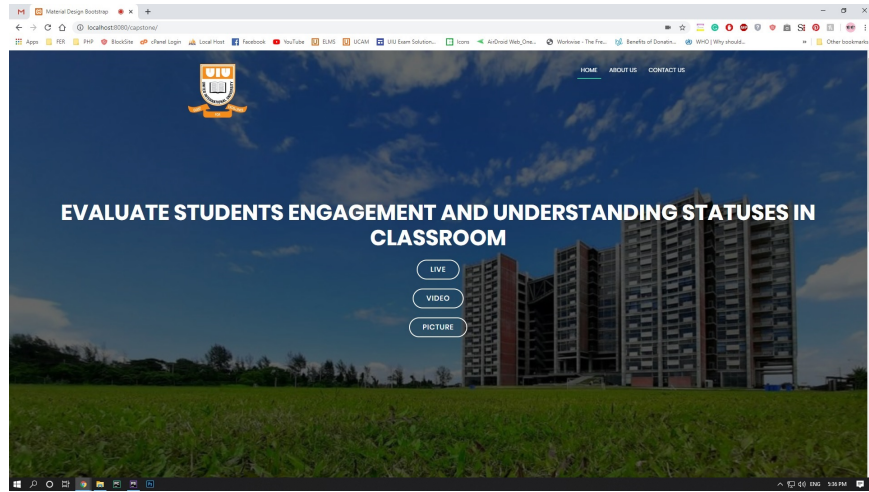 Material Design Bootstrap
localhost:8080/capstone/
Apps FER PHP BlockSite cPanel Login Local Host Facebook YouTube ELMS UCAM UIU Exam Solution... Icons AirDroid Web_One... Workwise - The Fre... Benefits of Donatin... WHO | Why should... » Other bookmarks
UIU
HOME ABOUT US CONTACT US
EVALUATE STUDENTS ENGAGEMENT AND UNDERSTANDING STATUSES IN
CLASSROOM
LIVE
VIDEO
PICTURE
ENG 5:36 PM